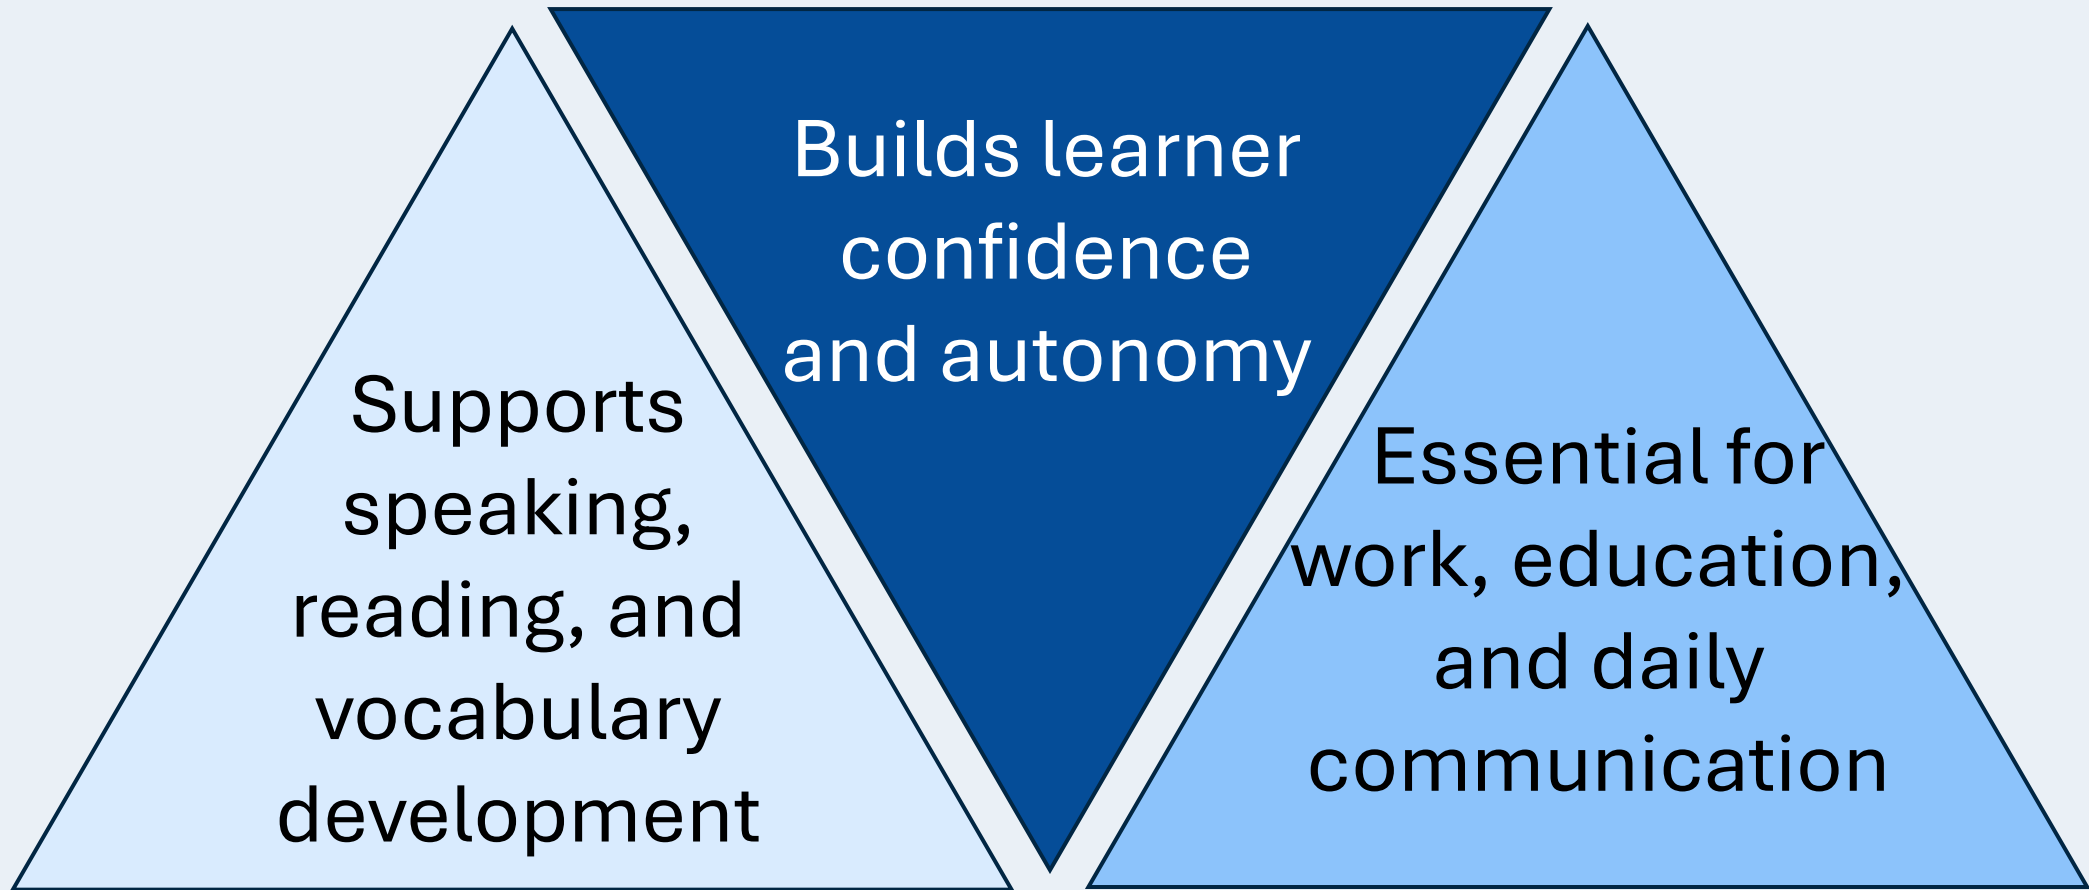 Supports
speaking,
reading, and
vocabulary
development
Builds learner
confidence
and autonomy
Essential for
work, education,
and daily
communication